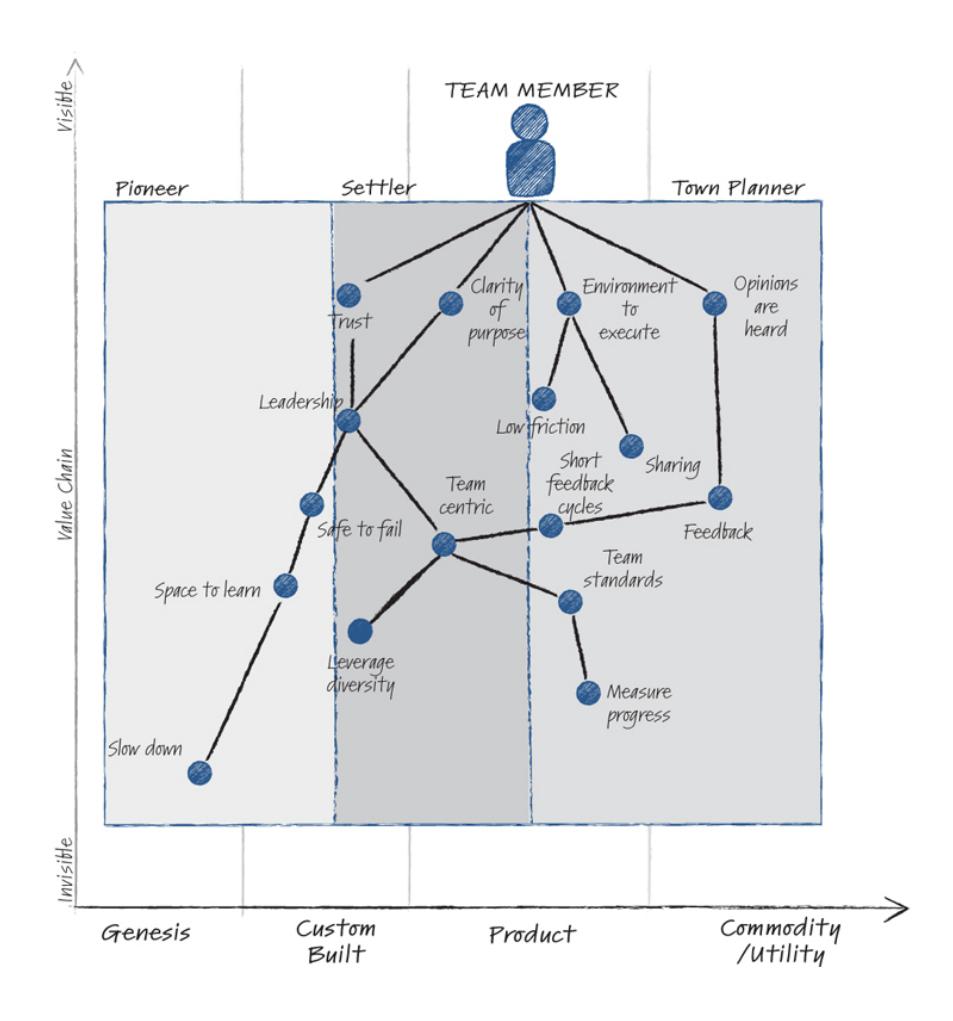 Visible
TEAM MEMBER
Pioneer
Settler
Town Planner
Trust
Clarity
of
purpose
Environment
to
execute
Opinions
are
heard
Leadership
Low friction
Sharing
Short
feedback
cycles
Team
centric
Feedback
Safe to fail
Team
standards
Space to learn
Leverage
diversity
Measure
progress
Slow down
Value Chain
Invisible
Genesis
Custom
Built
Product
Commodity
/Utility